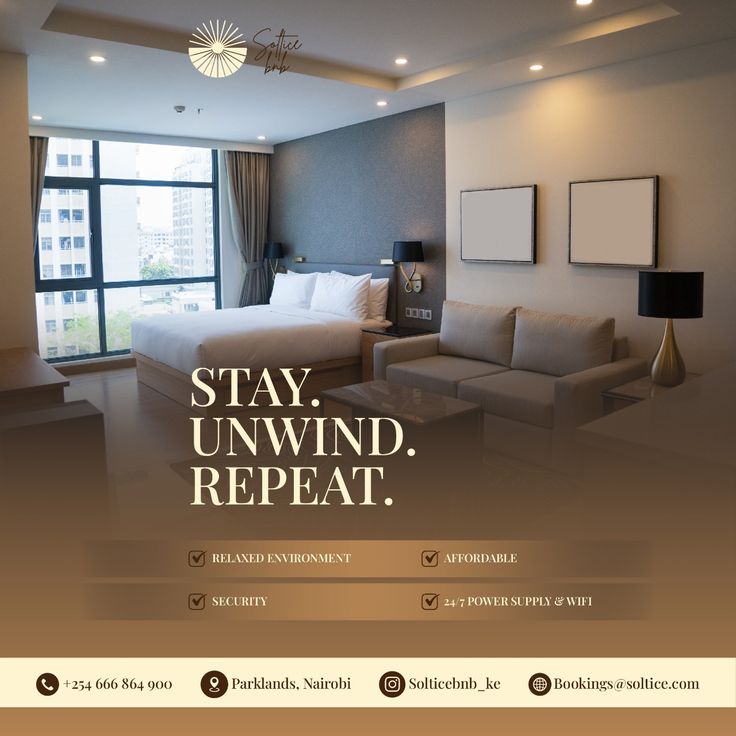 Soltice
bnb
STAY.
UNWIND.
REPEAT.
RELAXED ENVIRONMENT
AFFORDABLE
SECURITY
24/7 POWER SUPPLY & WIFI
+254 666 864 900
Parklands, Nairobi
Solticebnb_ke
Bookings@soltice.com